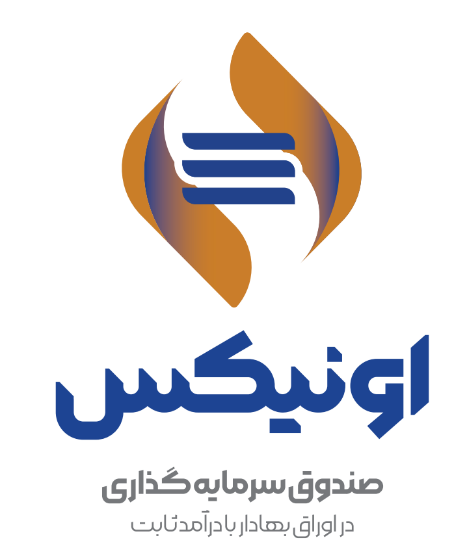 اونیکس
صندوق سرمایه گذاری
در اوراق بهادار با درآمد ثابت